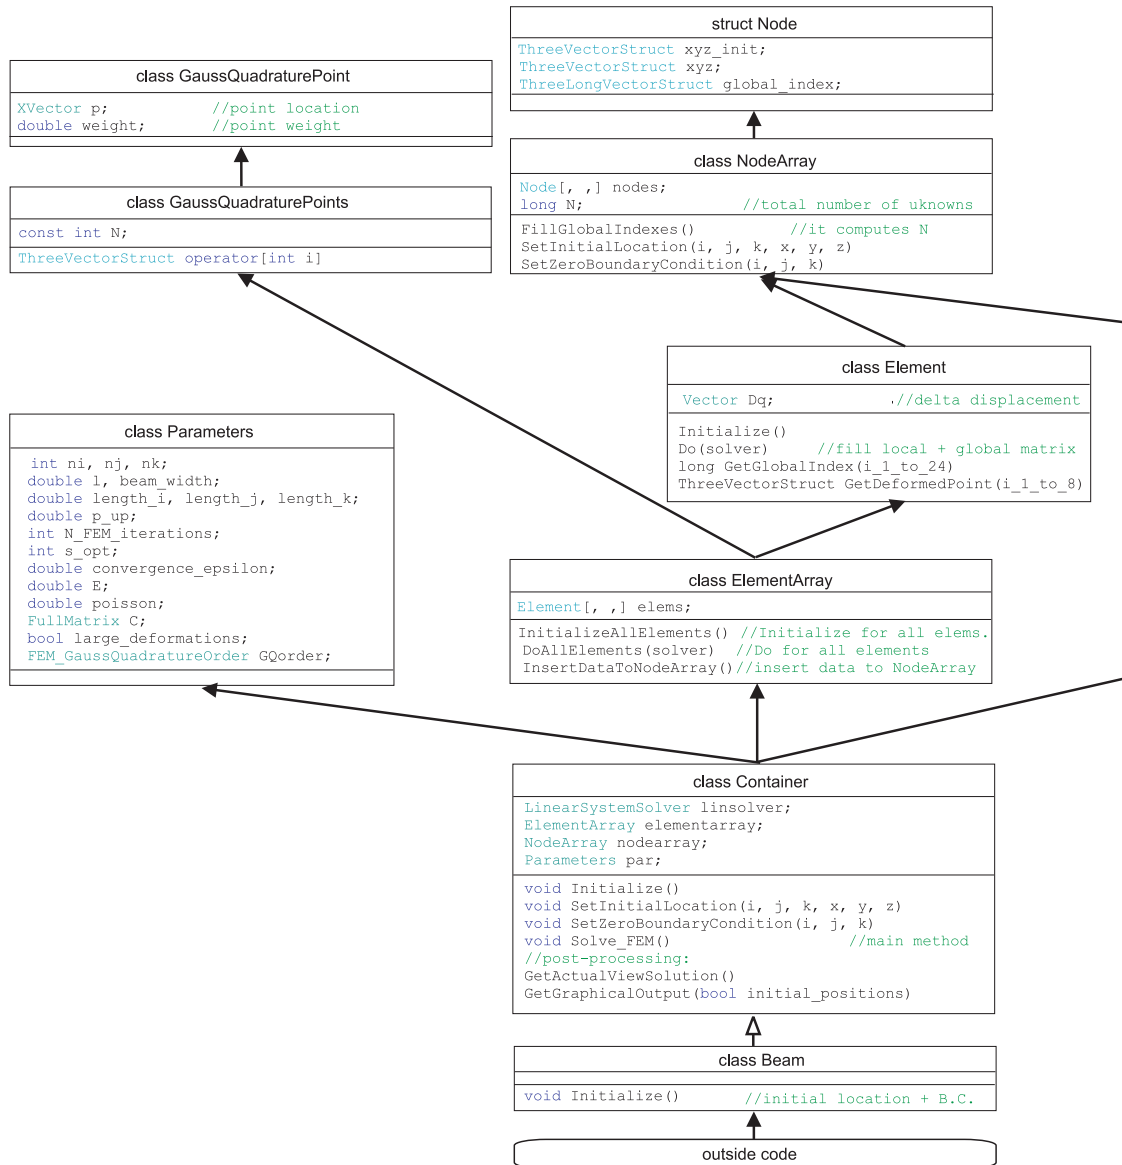 struct Node
ThreeVectorStruct xyz_init;
ThreeVectorStruct xyz;
ThreeLongVectorStruct global_index;
class GaussQuadraturePoint
XVector p; //point location
double weight; //point weight
class NodeArray
Node[, ,] nodes;
long N; //total number of uknowns
FillGlobalIndexes() //it computes N
SetInitialLocation(i, j, k, x, y, z)
SetZeroBoundaryCondition(i, j, k)
class GaussQuadraturePoints
const int N;
ThreeVectorStruct operator[int i]
class Element
Vector Dq; .//delta displacement
Initialize()
Do(solver) //fill local + global matrix
long GetGlobalIndex(i_1_to_24)
ThreeVectorStruct GetDeformedPoint(i_1_to_8)
class Parameters
int ni, nj, nk;
double l, beam_width;
double length_i, length_j, length_k;
double p_up;
int N_FEM_iterations;
int s_opt;
double convergence_epsilon;
double E;
double poisson;
FullMatrix C;
bool large_deformations;
FEM_GaussQuadratureOrder GQorder;
class ElementArray
Element[, ,] elems;
InitializeAllElements() //Initialize for all elems.
DoAllElements(solver) //Do for all elements
InsertDataToNodeArray()//insert data to NodeArray
class Container
LinearSystemSolver linsolver;
ElementArray elementarray;
NodeArray nodearray;
Parameters par;
void Initialize()
void SetInitialLocation(i, j, k, x, y, z)
void SetZeroBoundaryCondition(i, j, k)
void Solve_FEM() //main method
//post-processing:
GetActualViewSolution()
GetGraphicalOutput(bool initial_positions)
class Beam
void Initialize() //initial location + B.C.
outside code